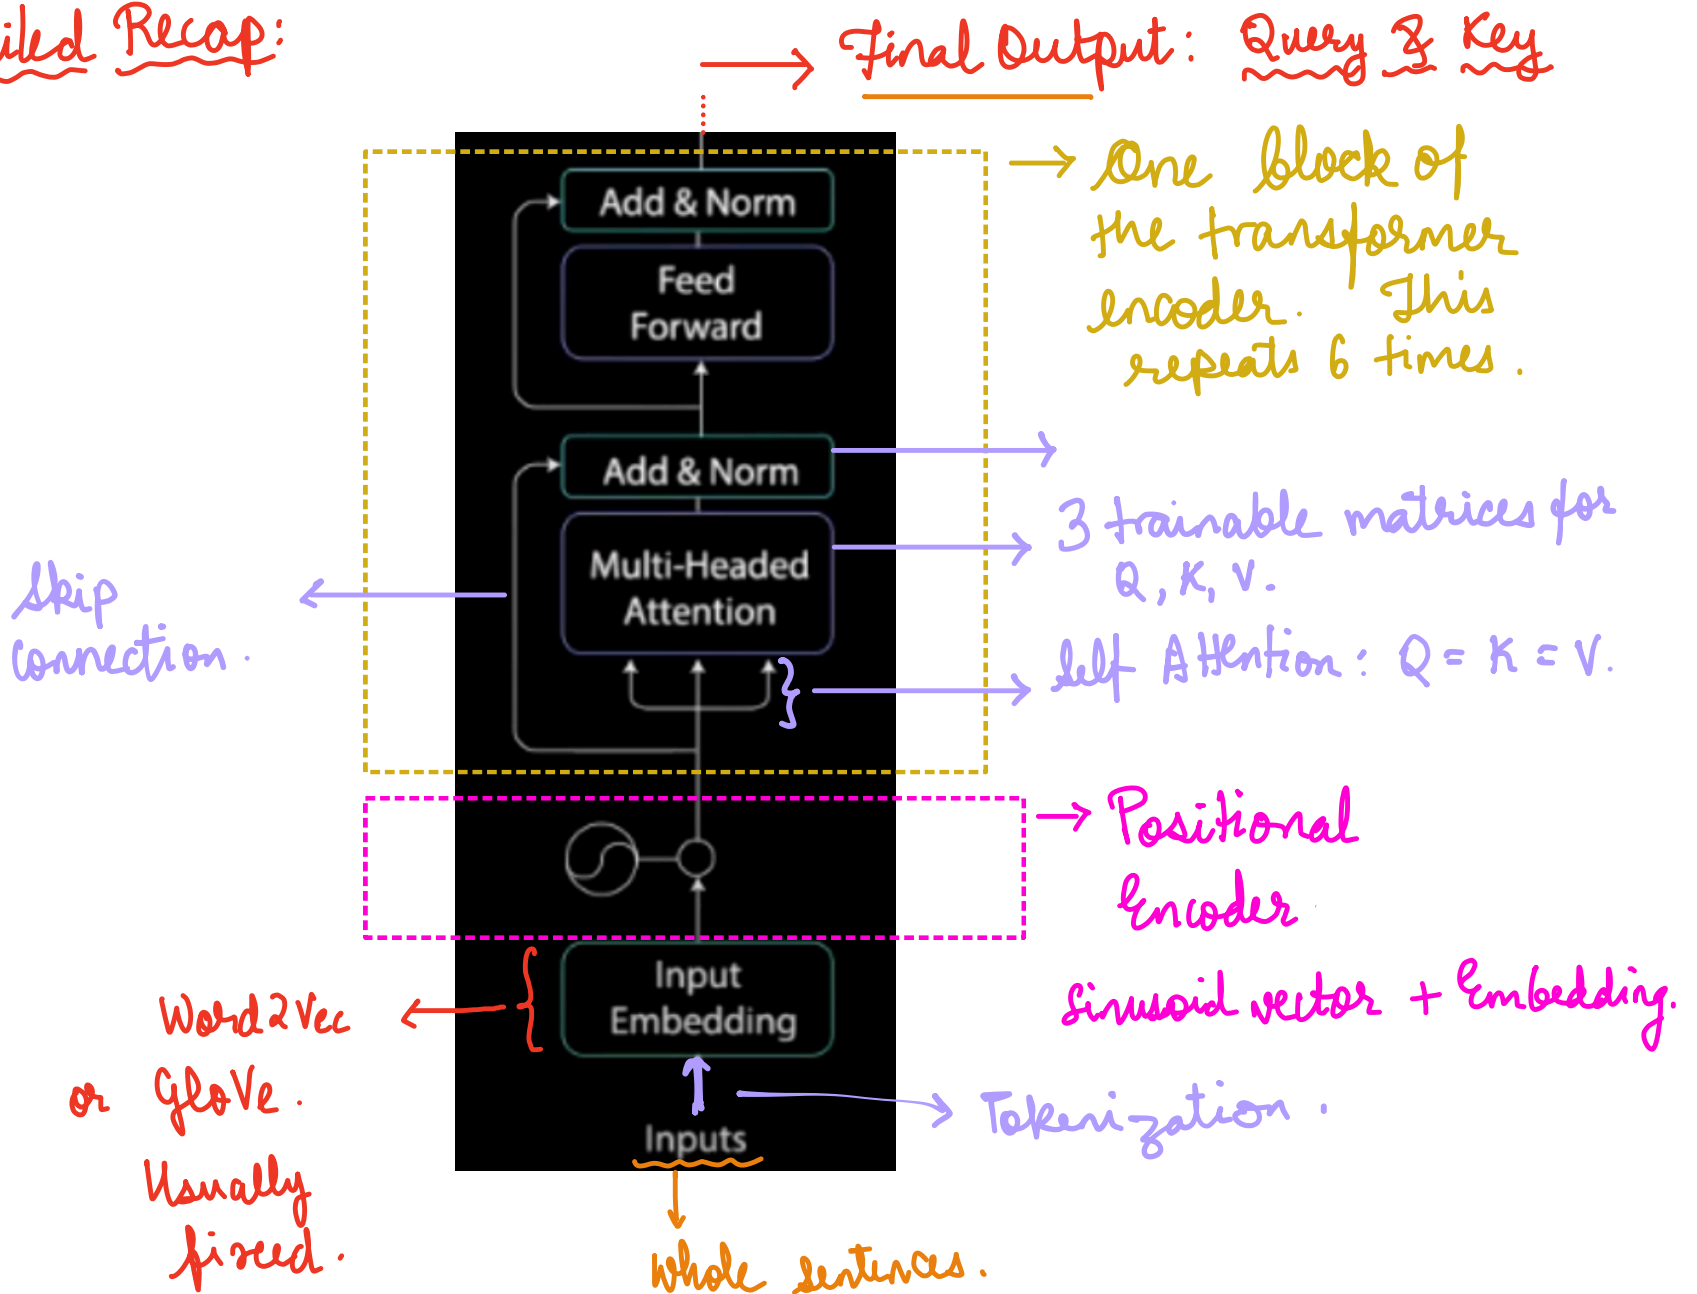 iled Recap:
Final Output: Query & Key
One block of
the transformer
encoder. This
repeats 6 times.
Add & Norm
Feed
Forward
Add & Norm
3 trainable matrices for
Q, K, V.
Multi-Headed
Attention
Skip
connection.
Self Attention: Q = K = V.
Positional
Encoder
Sinusoid vector + Embedding.
Input
Embedding
Word2Vec
or GloVe.
Usually
fixed.
Tokenization.
Inputs
Whole sentences.